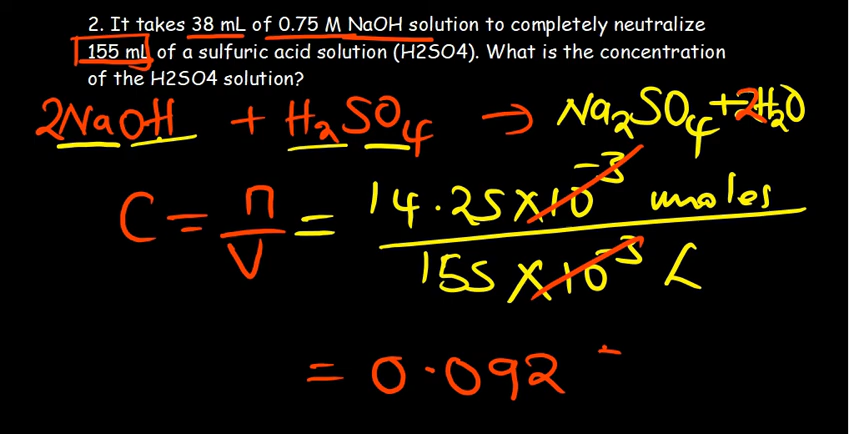 2. It takes 38 mL of 0.75 M NaOH solution to completely neutralize
155 mL of a sulfuric acid solution (H2SO4). What is the concentration
of the H2SO4 solution?
2NaOH + H₂SO₄ → Na₂SO₄ + 2H₂O
C = n/V = 14.25 × 10⁻³ moles / 155 × 10⁻³ L
= 0.092